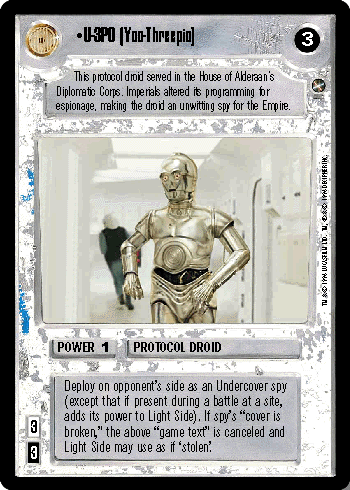 •U-3PO (Yoo-Threepio)
3
This protocol droid served in the House of Alderaan's
Diplomatic Corps. Imperials altered its programming for
espionage, making the droid an unwitting spy for the Empire.
POWER 1
PROTOCOL DROID
Deploy on opponent's side as an Undercover spy
(except that if present during a battle at a site,
adds its power to Light Side). If spy's “cover is
broken,” the above “game text” is canceled and
Light Side may use as if ‘stolen’.
3
3